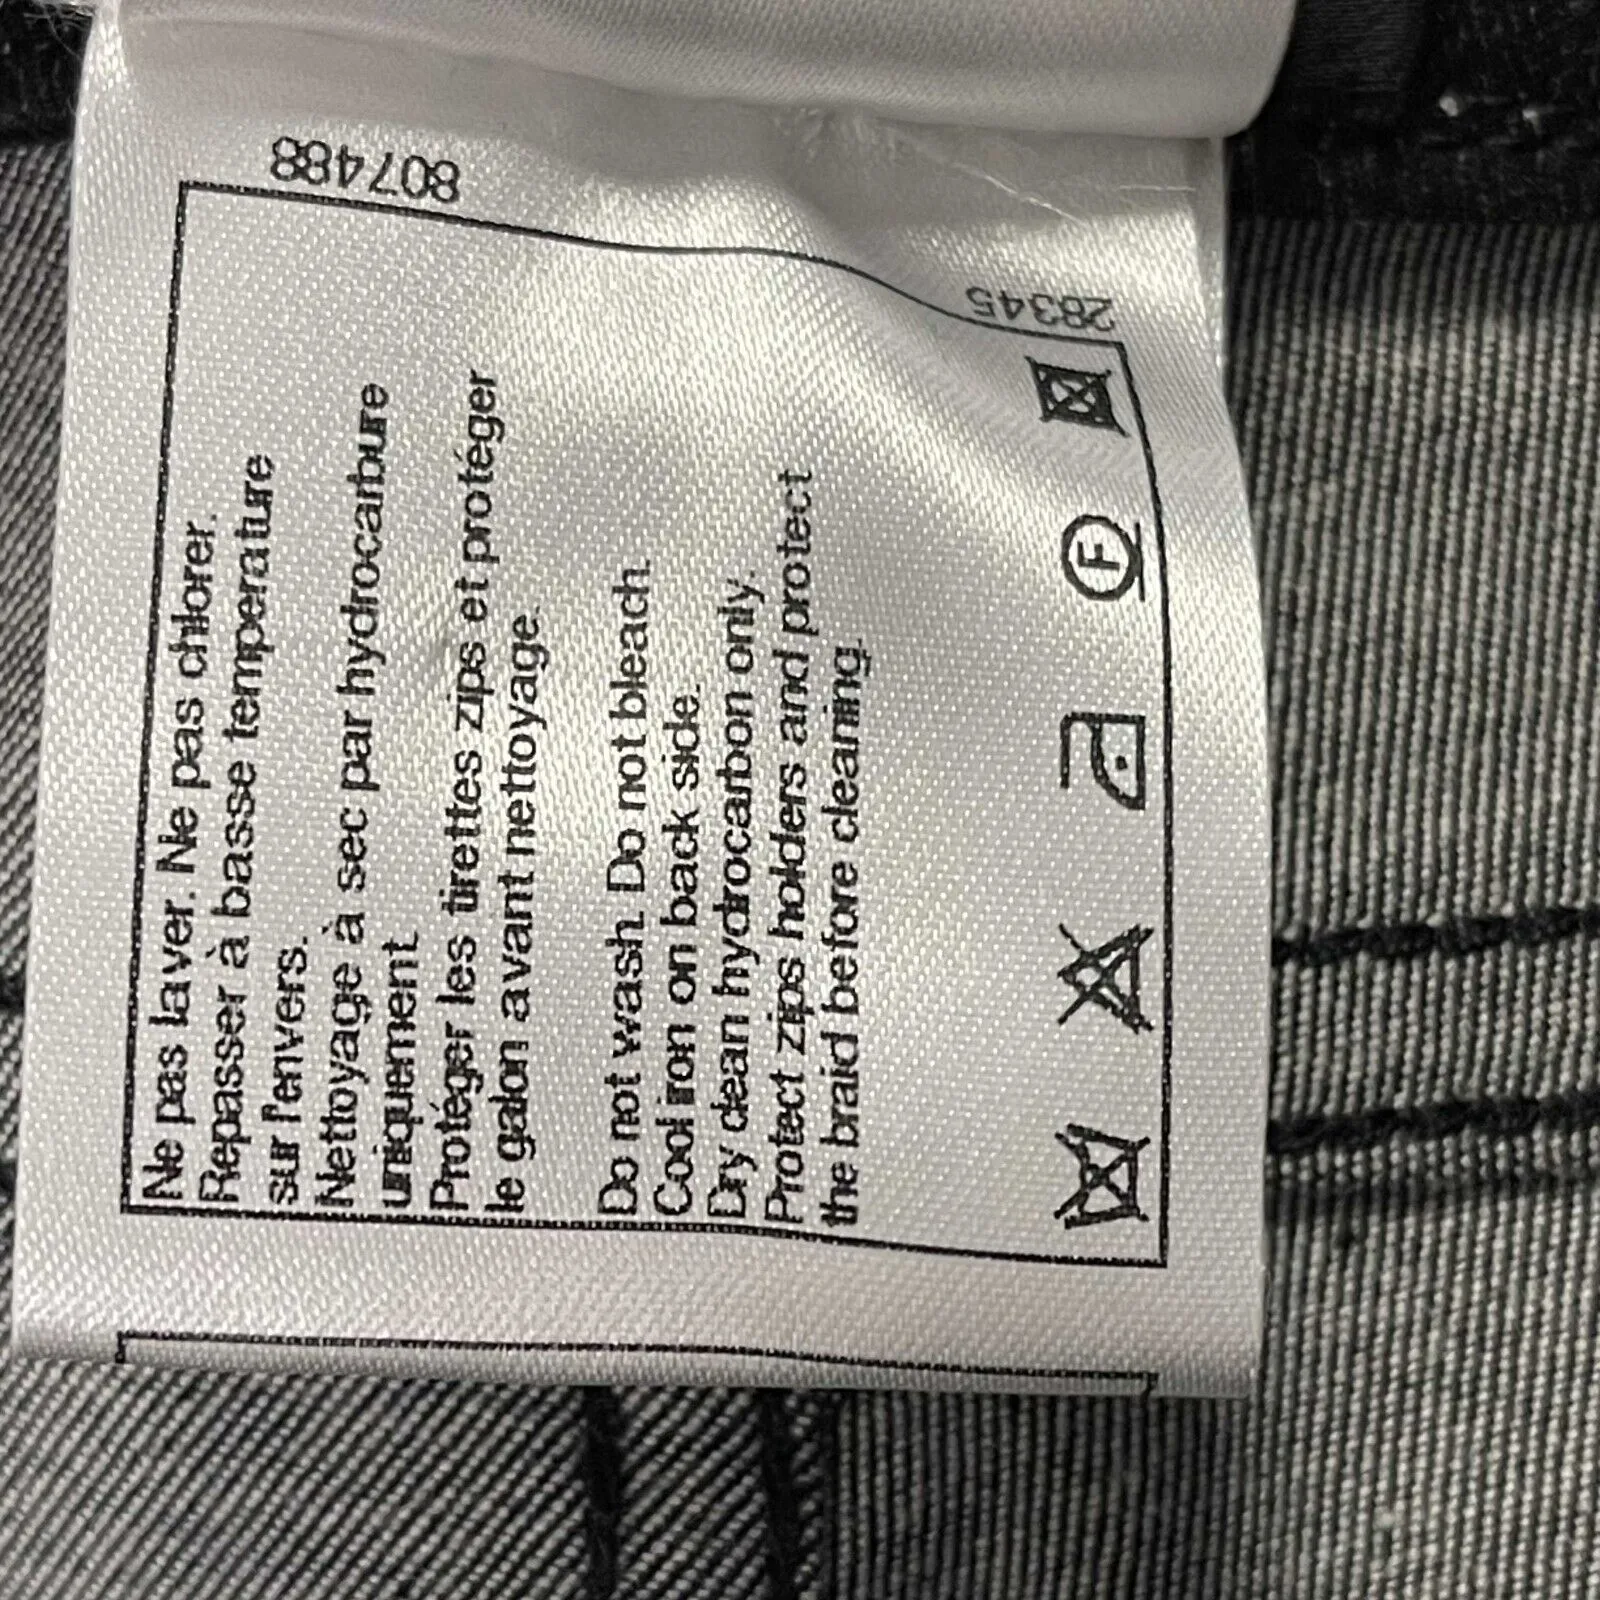 807488
28345
Ne pas laver. Ne pas chlorer.
Repasser à basse temperature
sur l'envers.
Nettoyage à sec par hydrocarbure
uniquement.
Protéger les tirettes zips et protéger
le galon avant nettoyage.
Do not wash. Do not bleach.
Cool iron on back side.
Dry clean hydrocarbon only.
Protect zips holders and protect
the braid before cleaning.
F